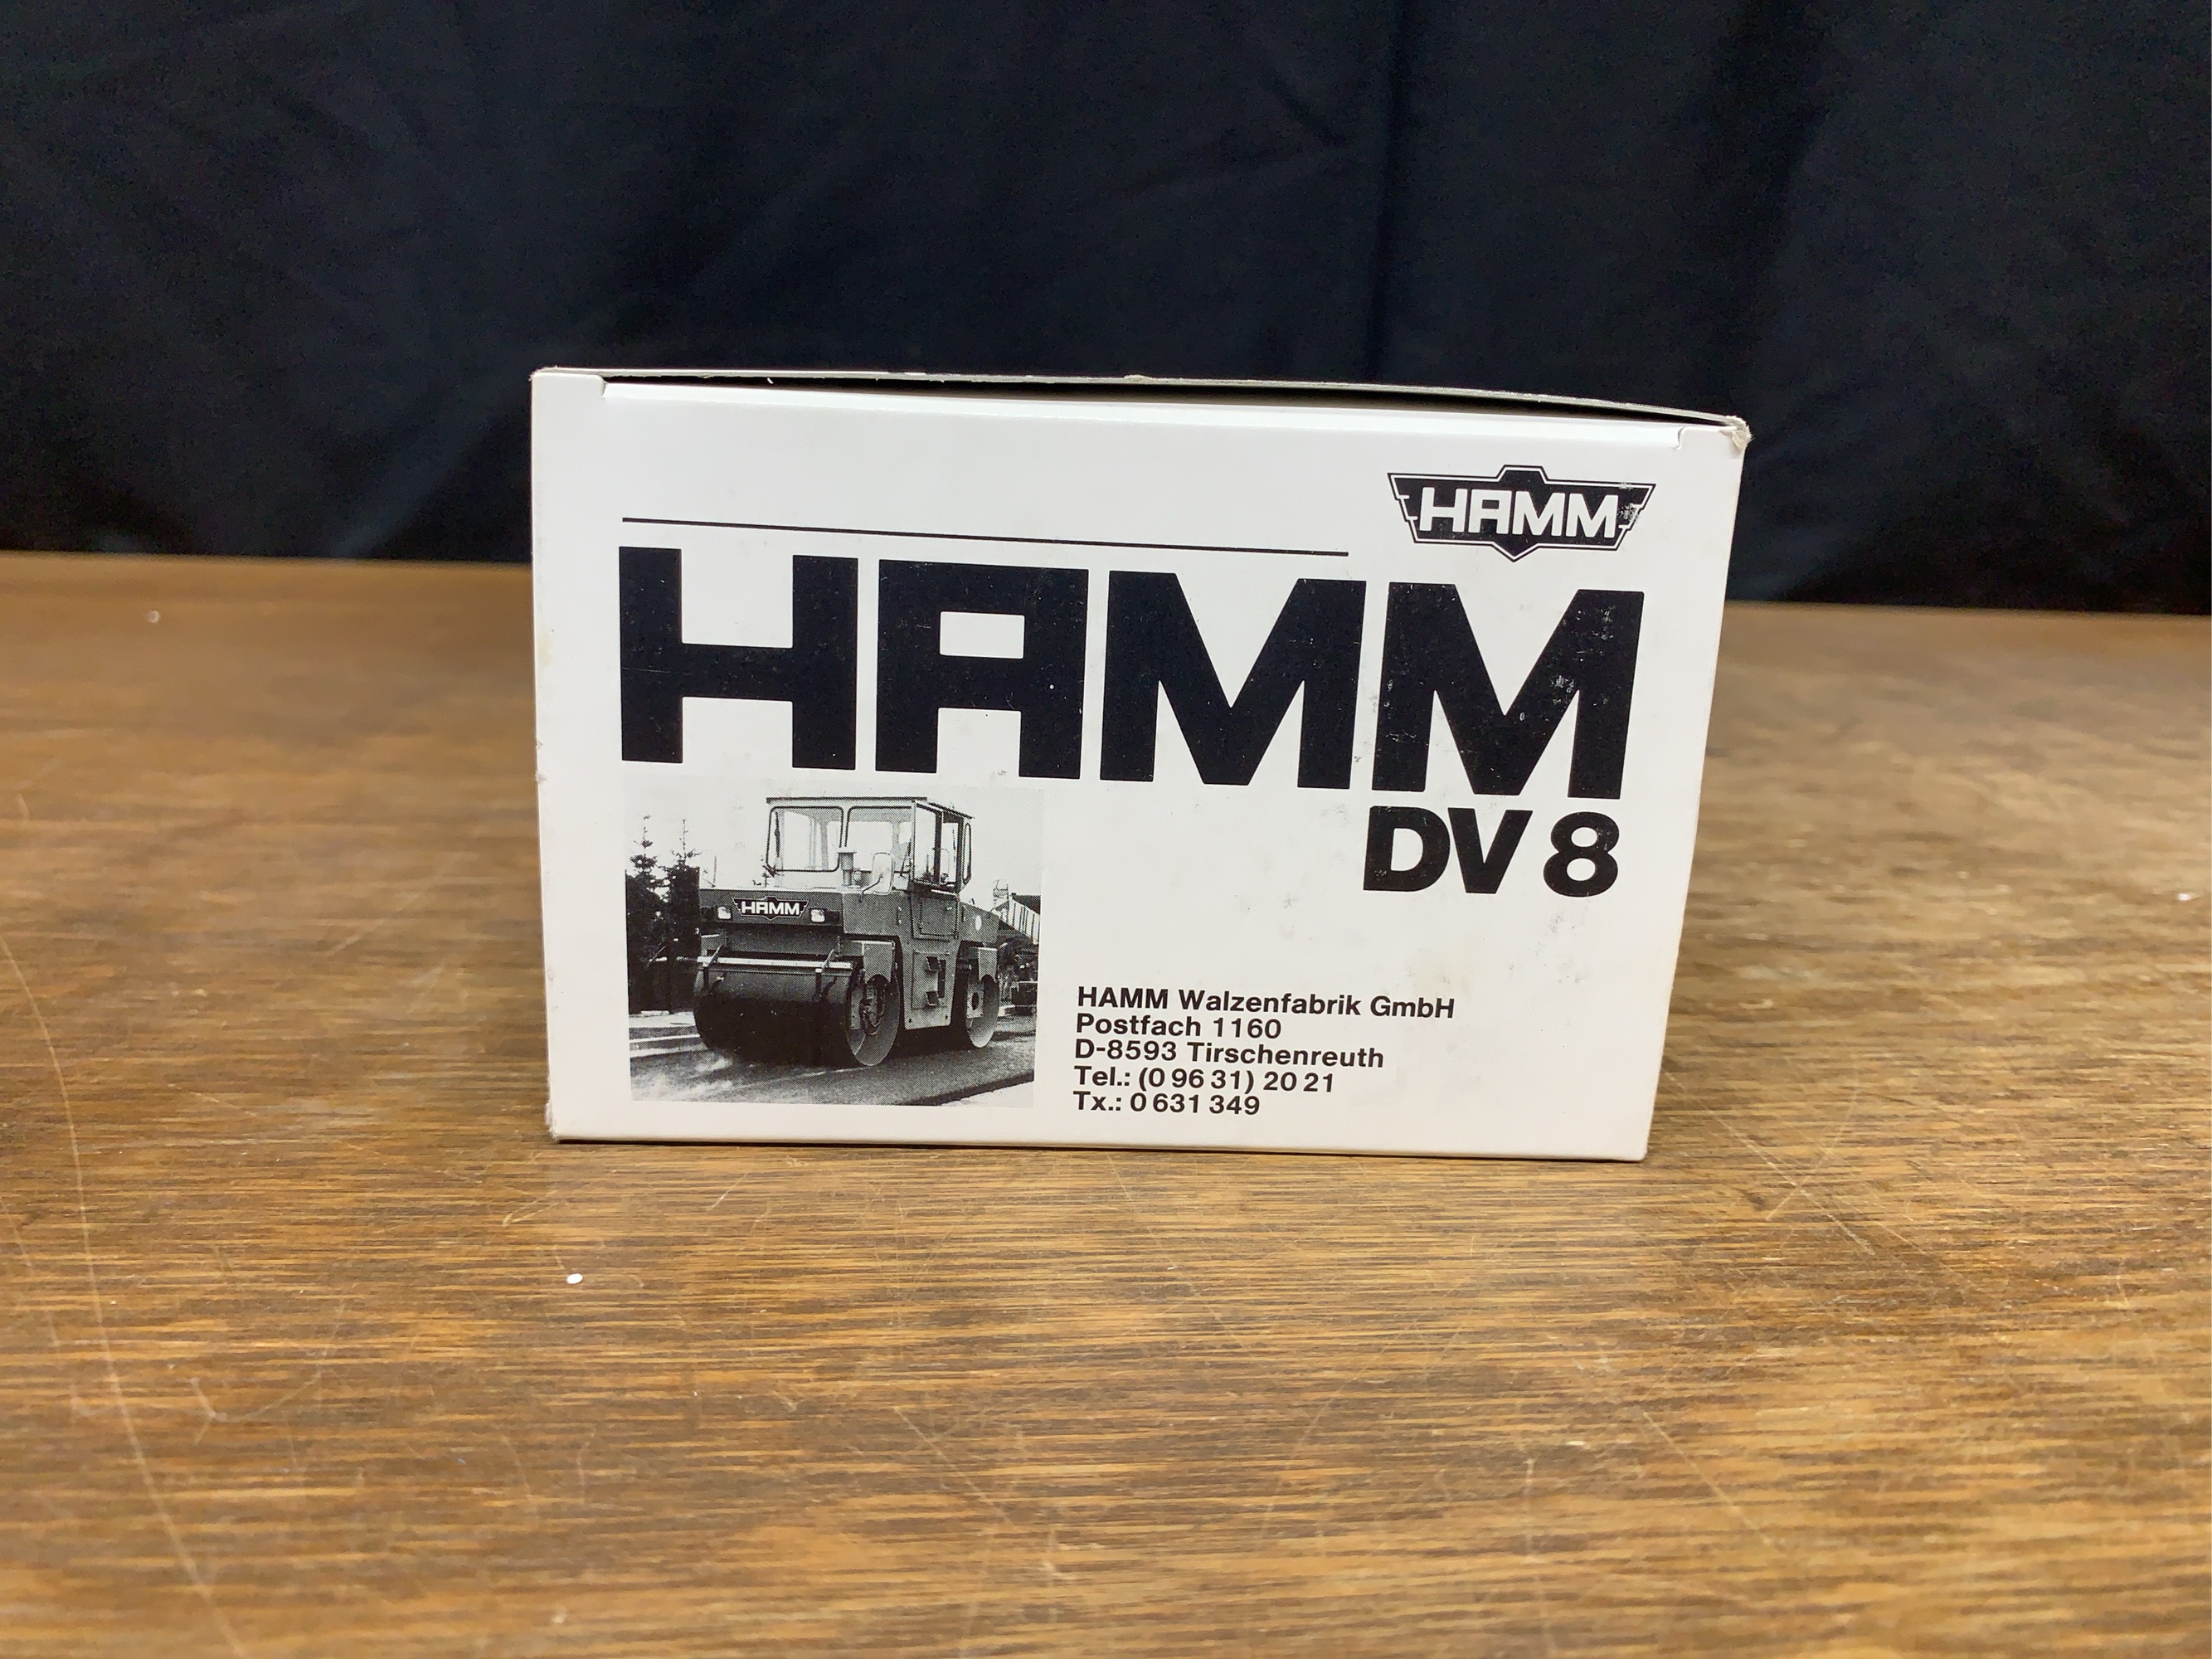 HAMM
HAMM
DV 8
HAMM
HAMM Walzenfabrik GmbH
Postfach 1160
D-8593 Tirschenreuth
Tel.: (0 96 31) 20 21
Tx.: 0 631 349